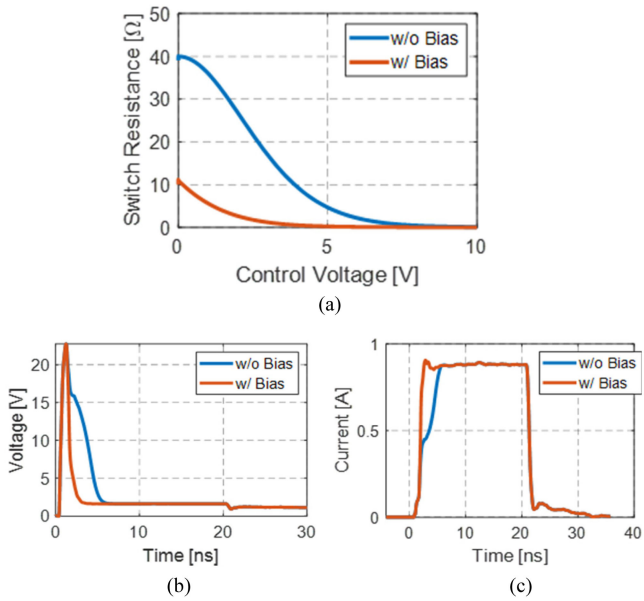 50
40
30
20
10
0
Switch Resistance [Ω]
w/o Bias
w/ Bias
0
5
10
Control Voltage [V]
(a)
20
15
10
5
0
Voltage [V]
w/o Bias
w/ Bias
0
10
20
30
Time [ns]
(b)
1
0.5
0
Current [A]
w/o Bias
w/ Bias
0
10
20
30
40
Time [ns]
(c)